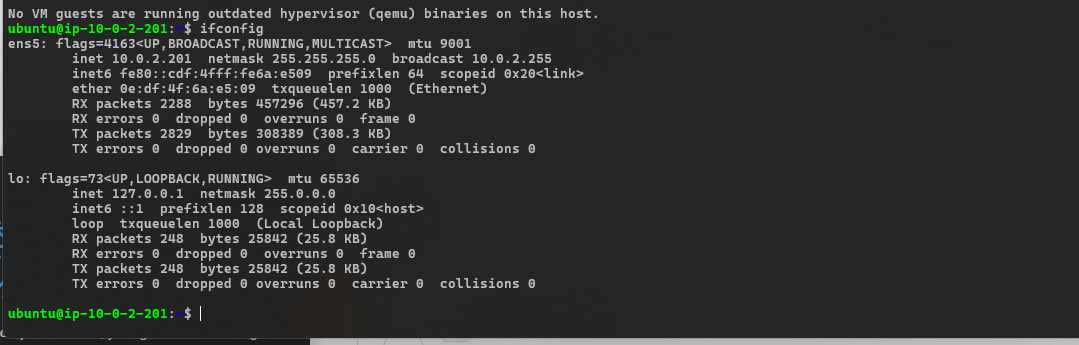 No VM guests are running outdated hypervisor (qemu) binaries on this host.
ubuntu@ip-10-0-2-201:~$ ifconfig
ens5: flags=4163<UP,BROADCAST,RUNNING,MULTICAST>  mtu 9001
        inet 10.0.2.201  netmask 255.255.255.0  broadcast 10.0.2.255
        inet6 fe80::cdf:4fff:fe6a:e509  prefixlen 64  scopeid 0x20<link>
        ether 0e:df:4f:6a:e5:09  txqueuelen 1000  (Ethernet)
        RX packets 2288  bytes 457296 (457.2 KB)
        RX errors 0  dropped 0  overruns 0  frame 0
        TX packets 2829  bytes 308389 (308.3 KB)
        TX errors 0  dropped 0 overruns 0  carrier 0  collisions 0

lo: flags=73<UP,LOOPBACK,RUNNING>  mtu 65536
        inet 127.0.0.1  netmask 255.0.0.0
        inet6 ::1  prefixlen 128  scopeid 0x10<host>
        loop  txqueuelen 1000  (Local Loopback)
        RX packets 248  bytes 25842 (25.8 KB)
        RX errors 0  dropped 0  overruns 0  frame 0
        TX packets 248  bytes 25842 (25.8 KB)
        TX errors 0  dropped 0 overruns 0  carrier 0  collisions 0

ubuntu@ip-10-0-2-201:~$